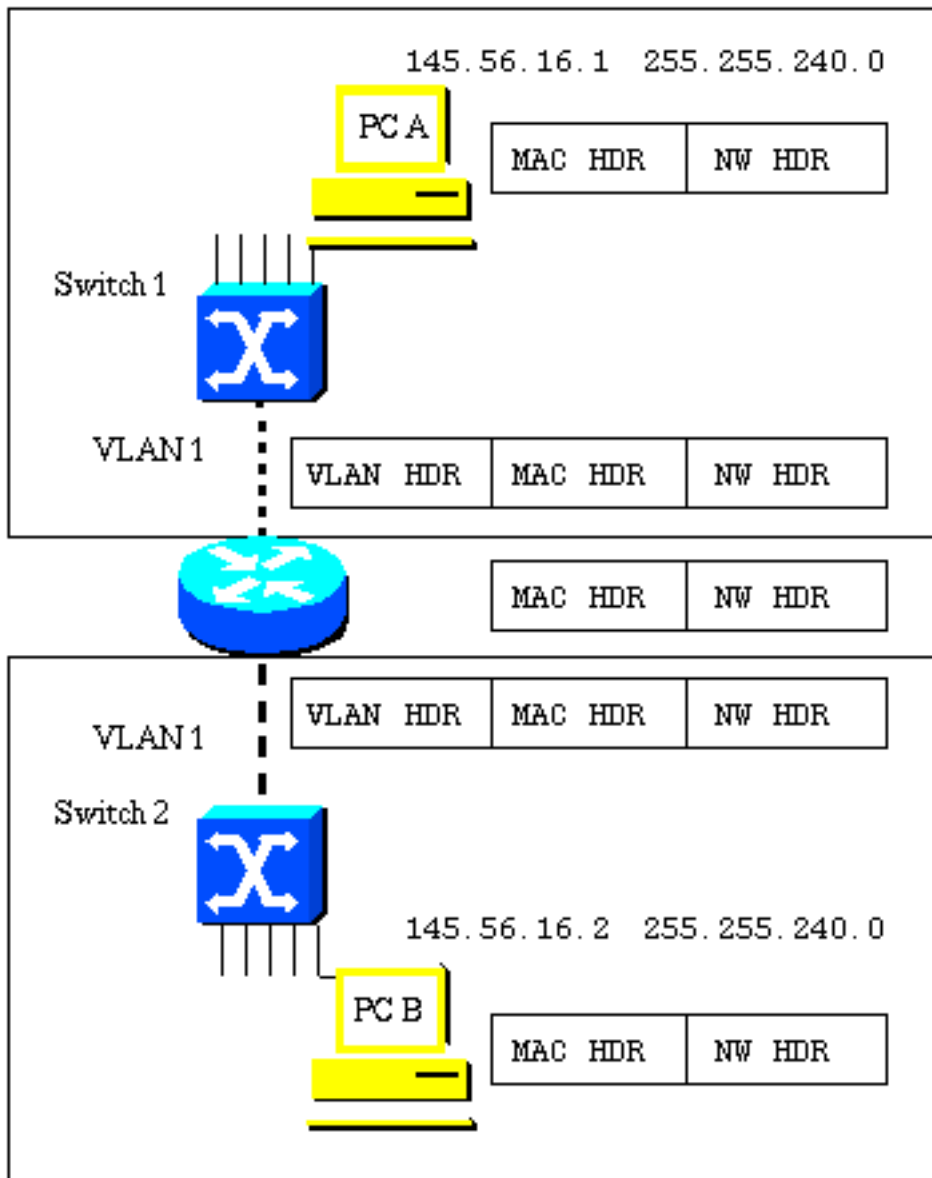 145.56.16.1 255.255.240.0
PC A
MAC HDR NW HDR
Switch 1
VLAN 1
VLAN HDR MAC HDR NW HDR
MAC HDR NW HDR
VLAN HDR MAC HDR NW HDR
VLAN 1
Switch 2
145.56.16.2 255.255.240.0
PC B
MAC HDR NW HDR